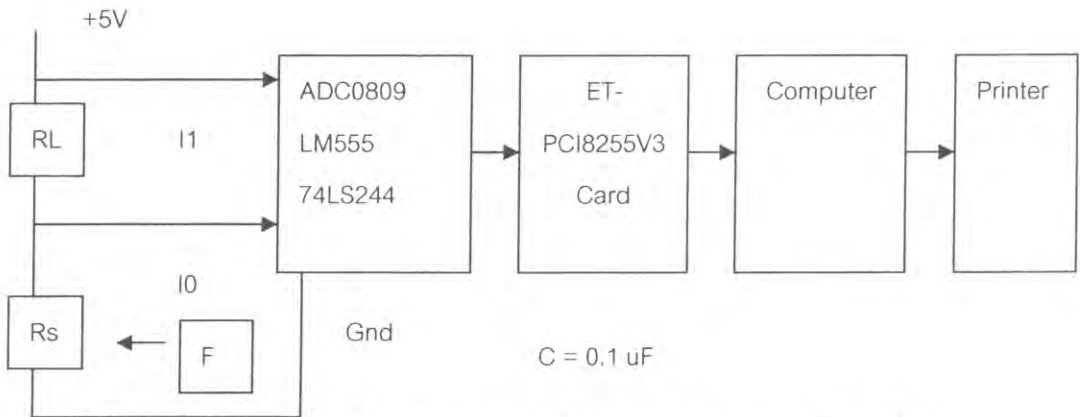 +5V
ADC0809
LM555
74LS244
ET-
PCI8255V3
Card
Computer
Printer
RL
I1
I0
Rs
F
Gnd
C = 0.1 uF